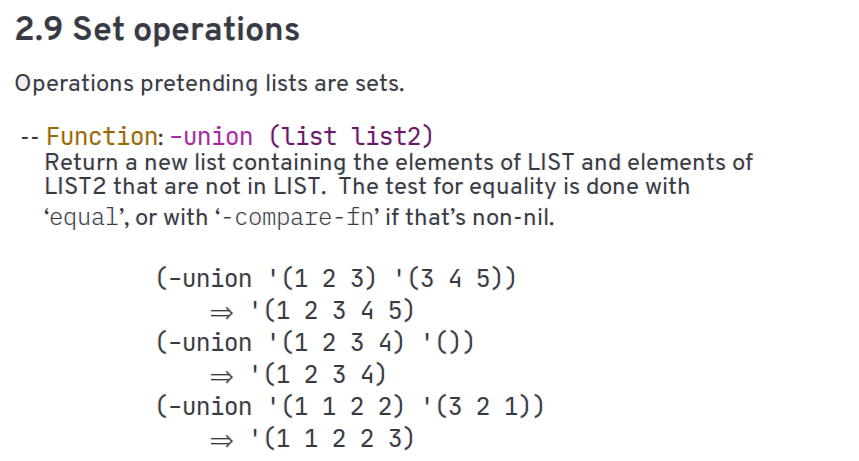 2.9 Set operations
Operations pretending lists are sets.
-- Function: -union (list list2)
Return a new list containing the elements of LIST and elements of
LIST2 that are not in LIST.  The test for equality is done with
‘equal’, or with ‘-compare-fn’ if that’s non-nil.
(-union '(1 2 3) '(3 4 5))
⇒ '(1 2 3 4 5)
(-union '(1 2 3 4) '())
⇒ '(1 2 3 4)
(-union '(1 1 2 2) '(3 2 1))
⇒ '(1 1 2 2 3)